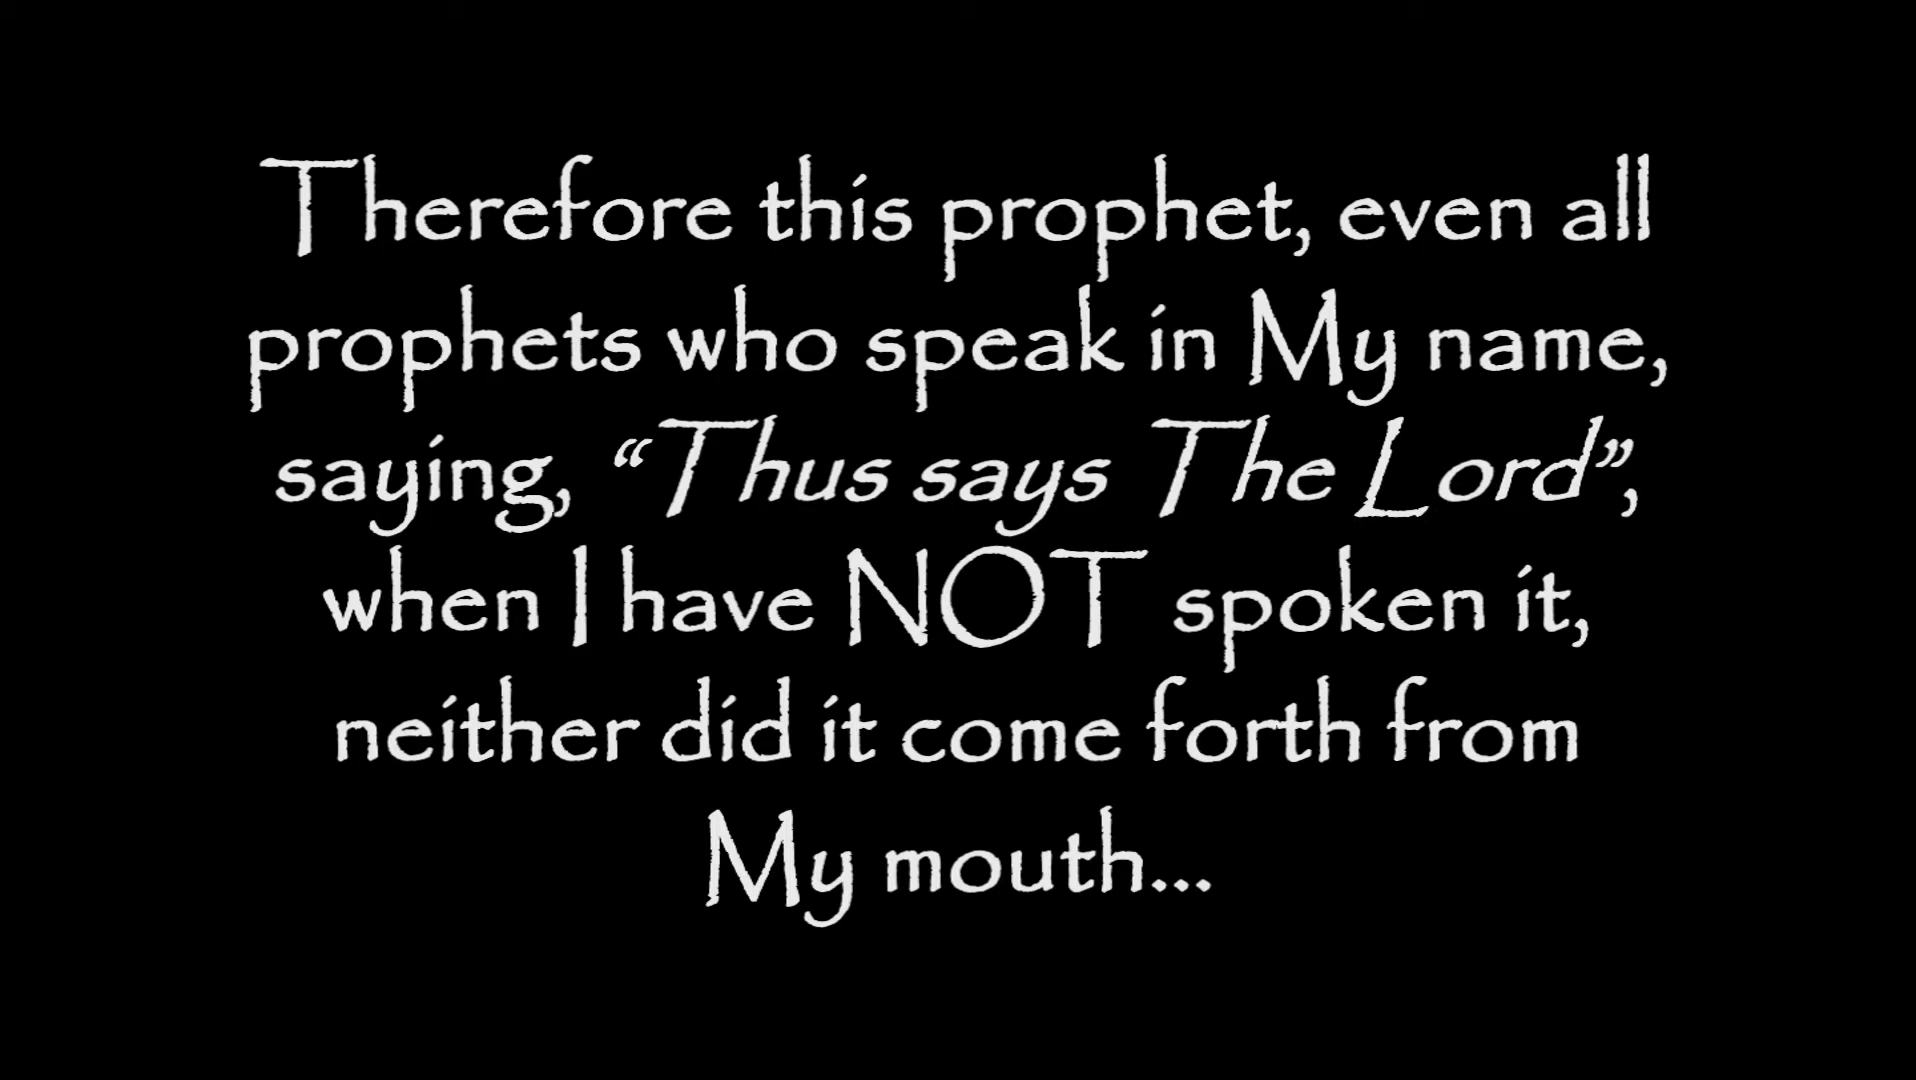 Therefore this prophet, even all
prophets who speak in My name,
saying, “Thus says The Lord”,
when I have NOT spoken it,
neither did it come forth from
My mouth...